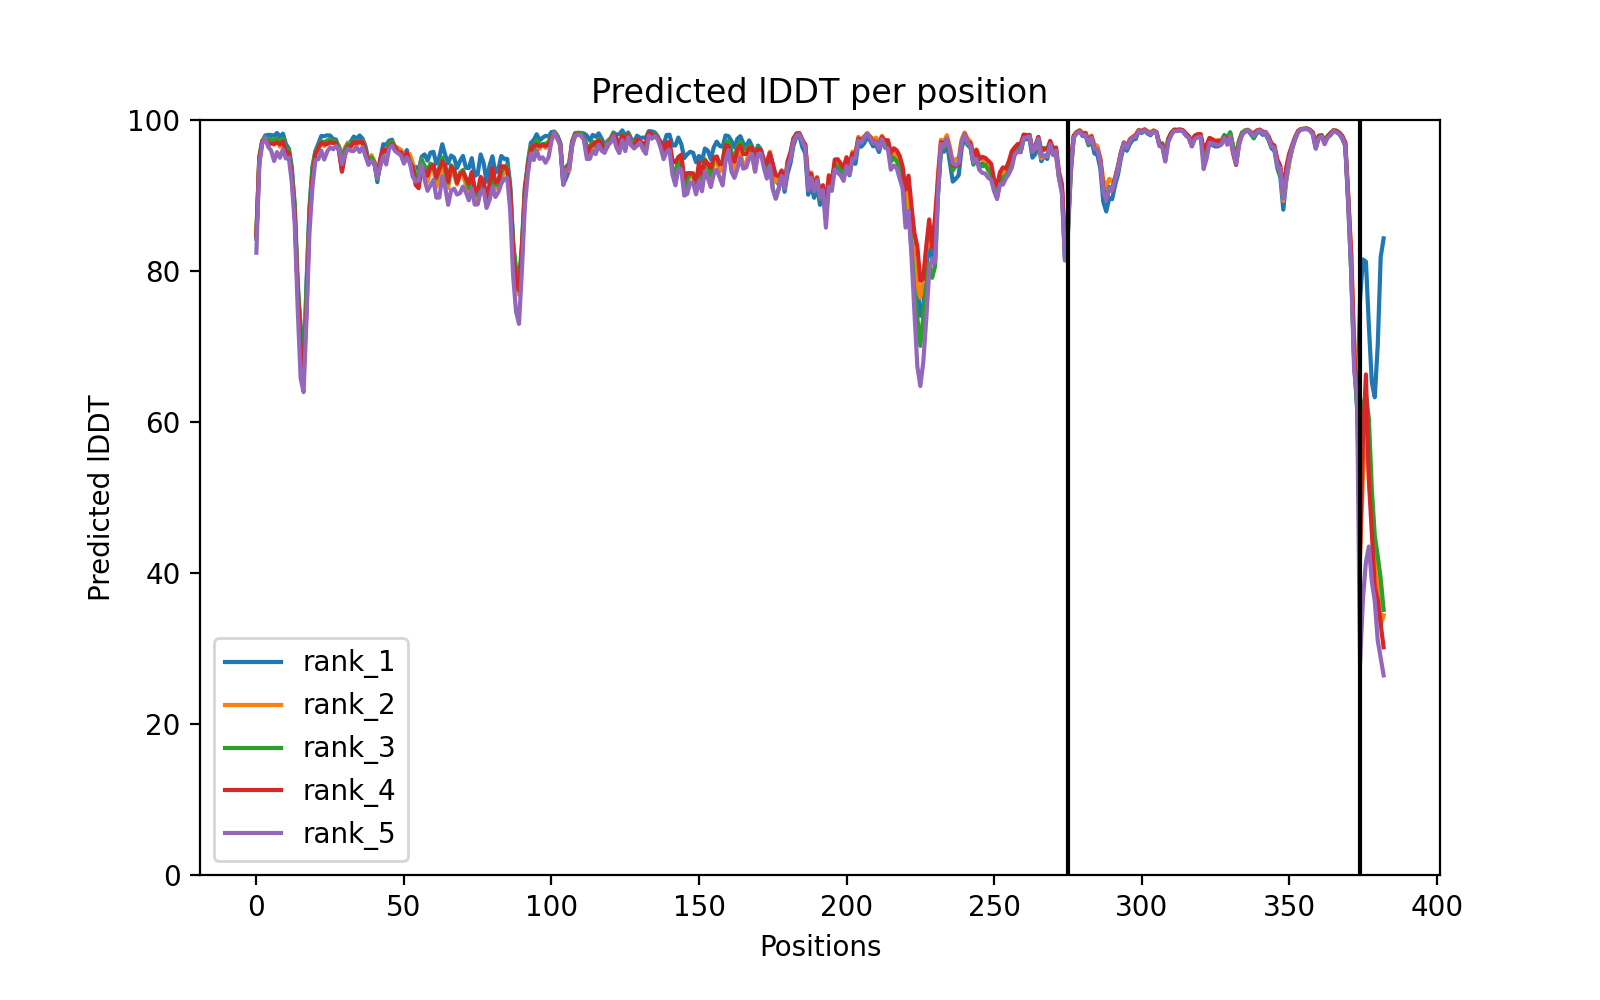 Predicted lDDT per position
100
80
60
40
20
0
Predicted lDDT
rank_1
rank_2
rank_3
rank_4
rank_5
0 50 100 150 200 250 300 350 400
Positions